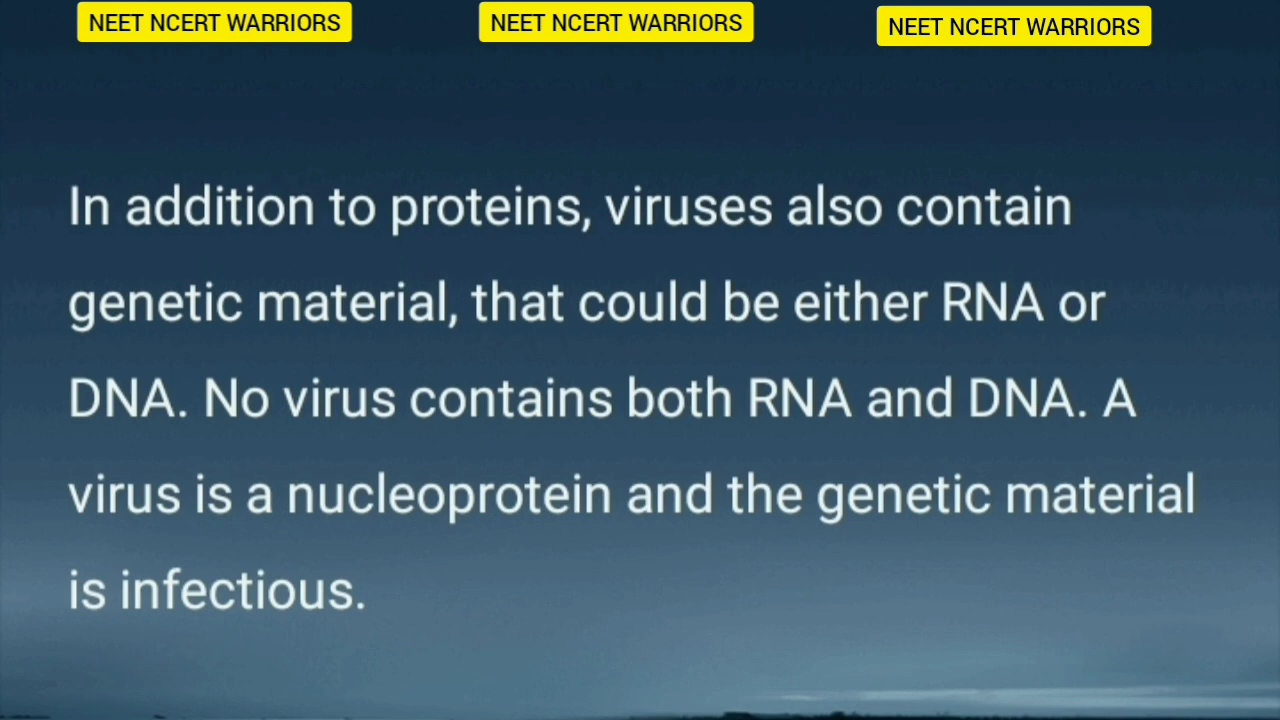 NEET NCERT WARRIORS NEET NCERT WARRIORS NEET NCERT WARRIORS
In addition to proteins, viruses also contain
genetic material, that could be either RNA or
DNA. No virus contains both RNA and DNA. A
virus is a nucleoprotein and the genetic material
is infectious.